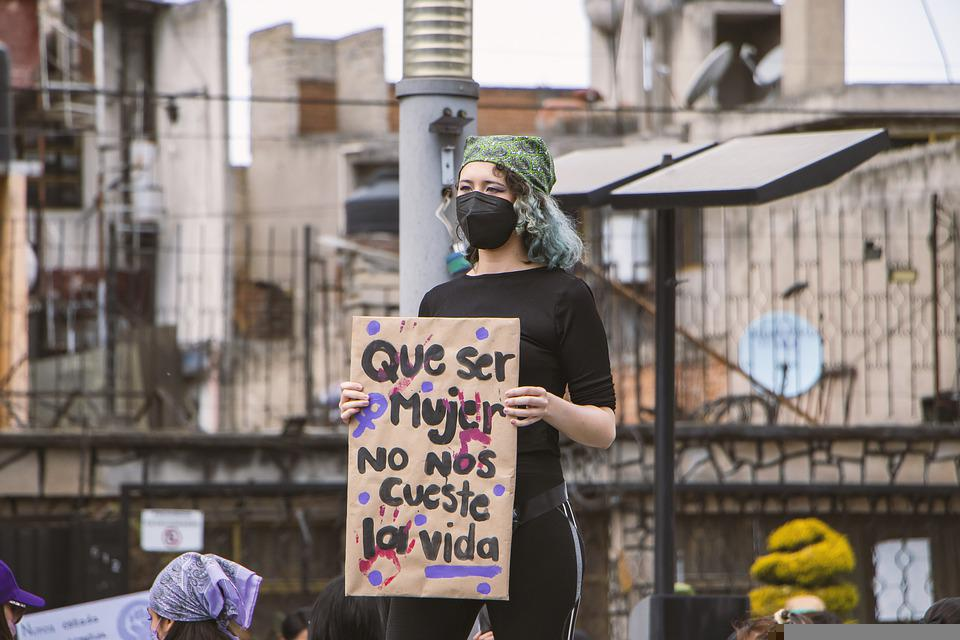 Que ser
Mujer
NO NOS
Cueste
la vida